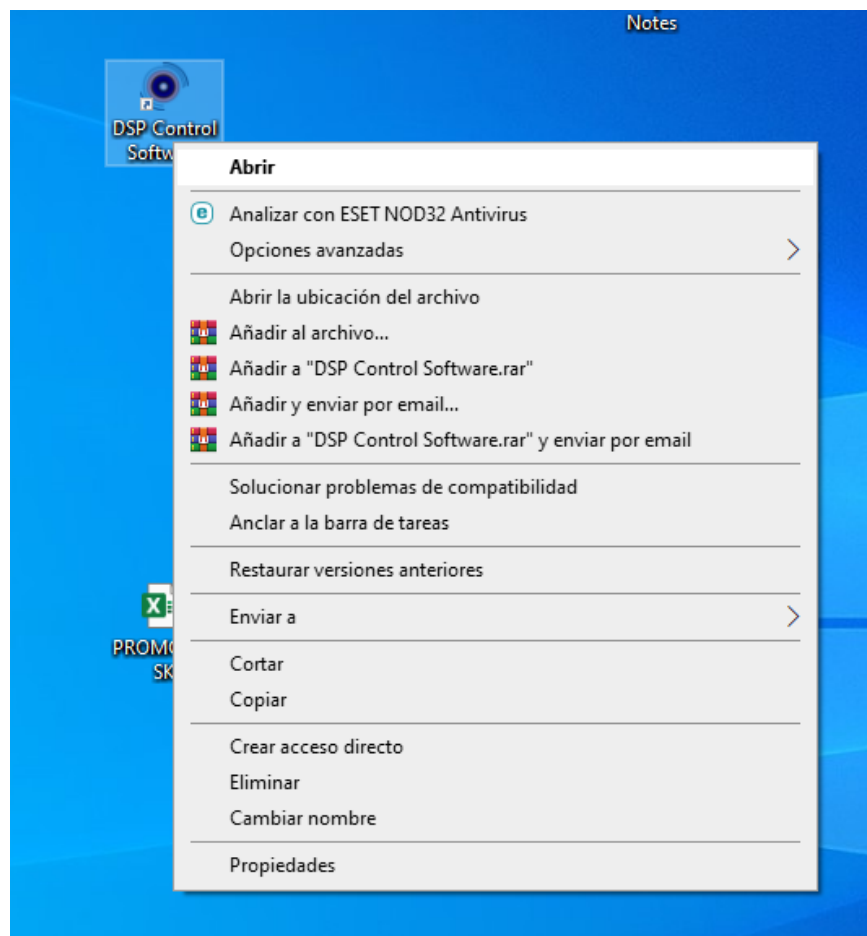 Notes
DSP Control
Softw
Abrir
Analizar con ESET NOD32 Antivirus
Opciones avanzadas
Abrir la ubicación del archivo
Añadir al archivo...
Añadir a "DSP Control Software.rar"
Añadir y enviar por email...
Añadir a "DSP Control Software.rar" y enviar por email
Solucionar problemas de compatibilidad
Anclar a la barra de tareas
Restaurar versiones anteriores
Enviar a
PROMO
SK
Cortar
Copiar
Crear acceso directo
Eliminar
Cambiar nombre
Propiedades